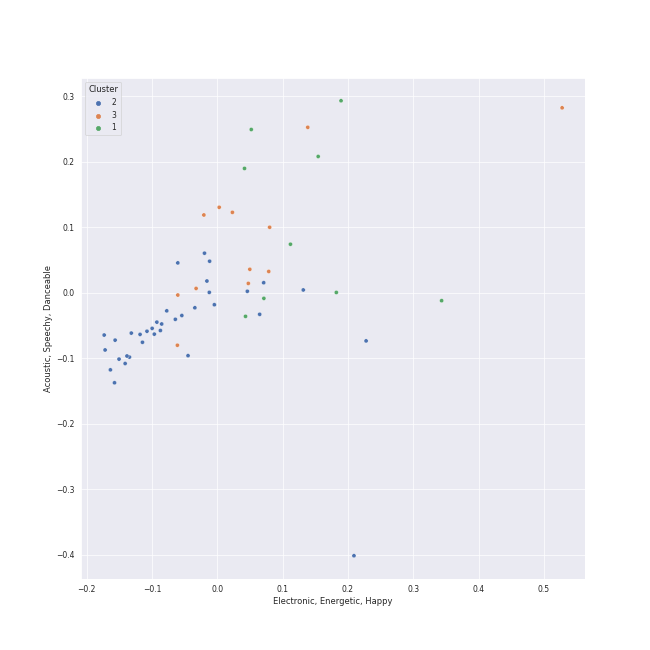 Cluster
2
3
1
0.3
0.2
0.1
0.0
−0.1
−0.2
−0.3
−0.4
Acoustic, Speechy, Danceable
−0.2 −0.1 0.0 0.1 0.2 0.3 0.4 0.5
Electronic, Energetic, Happy